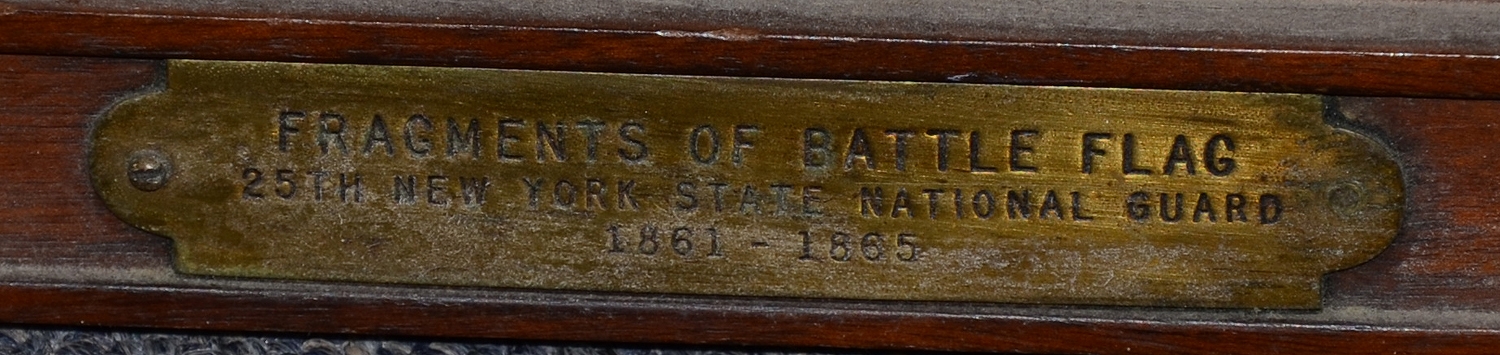 FRAGMENTS OF BATTLE FLAG
25TH NEW YORK STATE NATIONAL GUARD
1861 - 1865